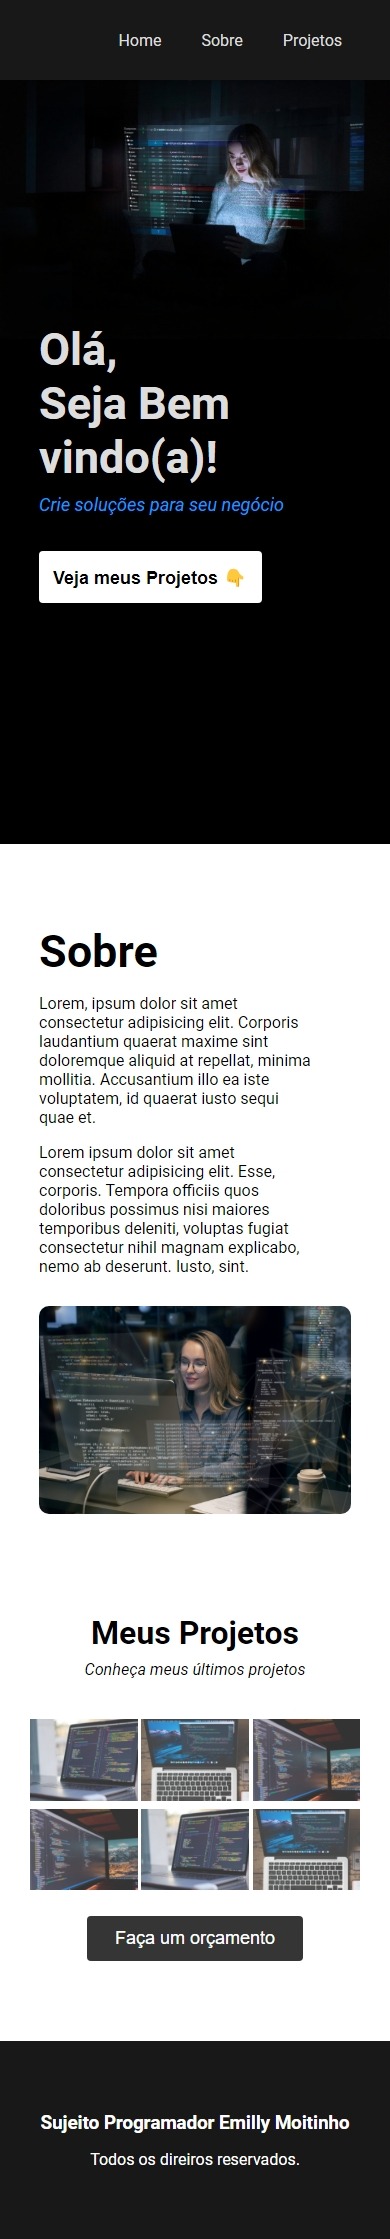 Home Sobre Projetos
Olá,
Seja Bem
vindo(a)!
Crie soluções para seu negócio
Veja meus Projetos 👇
Sobre
Lorem, ipsum dolor sit amet
consectetur adipisicing elit. Corporis
laudantium quaerat maxime sint
doloremque aliquid at repellat, minima
mollitia. Accusantium illo ea iste
voluptatem, id quaerat iusto sequi
quae et.
Lorem ipsum dolor sit amet
consectetur adipisicing elit. Esse,
corporis. Tempora officiis quos
doloribus possimus nisi maiores
temporibus deleniti, voluptas fugiat
consectetur nihil magnam explicabo,
nemo ab deserunt. Iusto, sint.
Meus Projetos
Conheça meus últimos projetos
Faça um orçamento
Sujeito Programador Emilly Moitinho
Todos os direiros reservados.